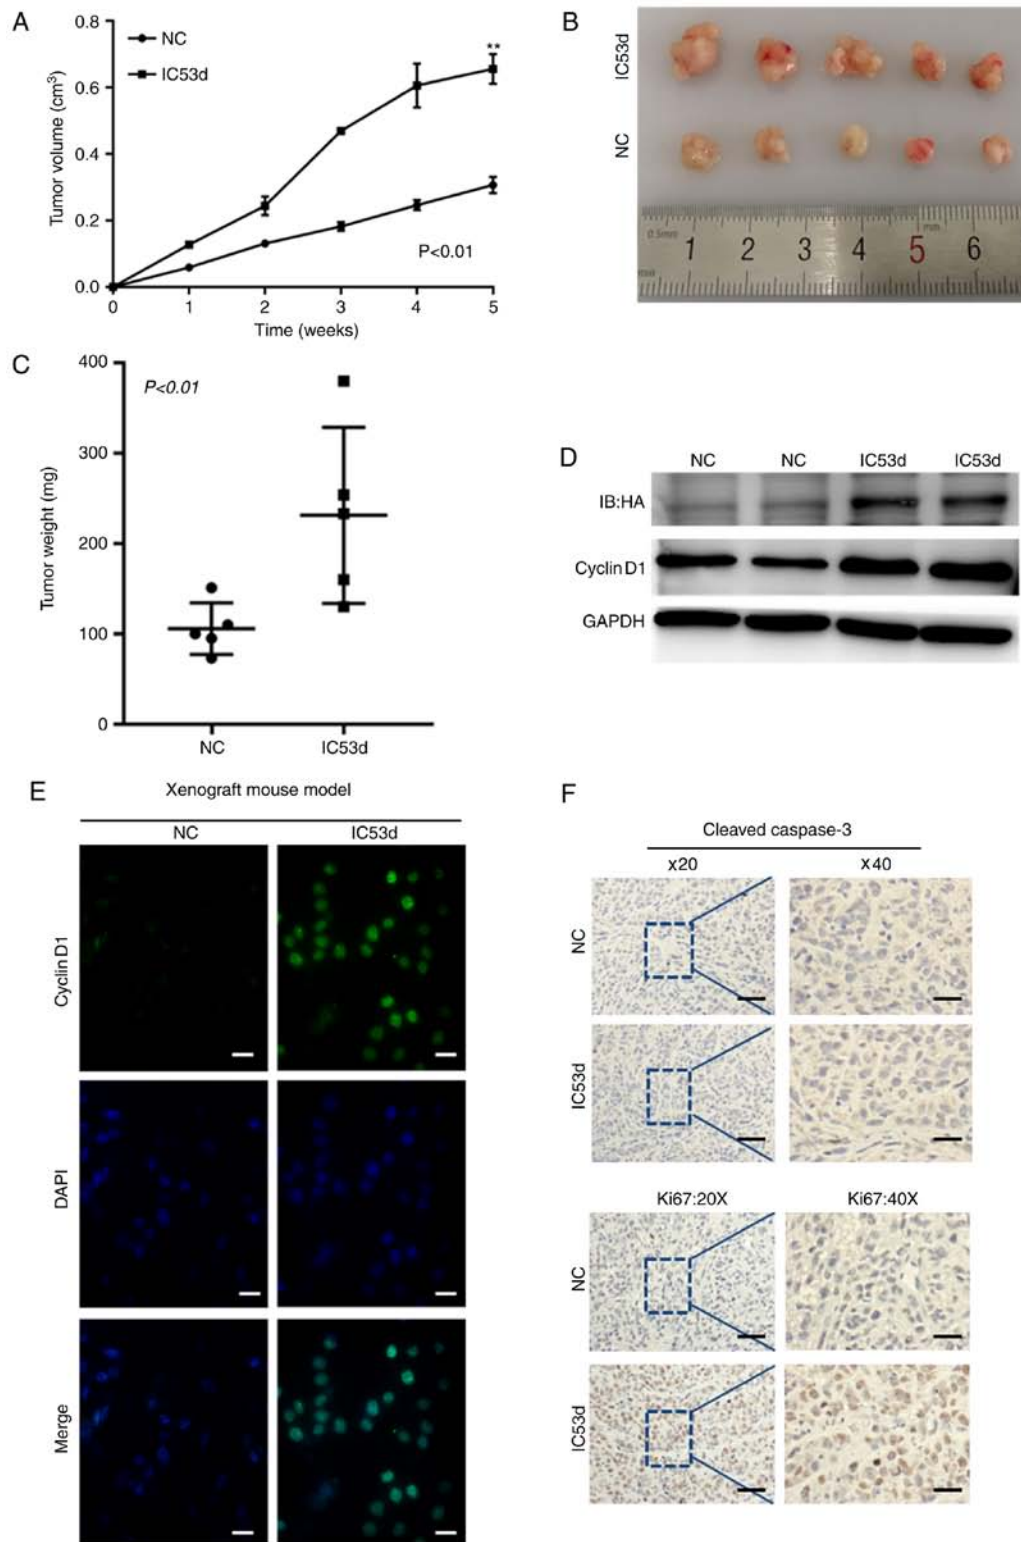 A
NC
IC53d
0.8
0.6
0.4
0.2
0.0
**
P<0.01
0
1
2
3
4
5
Time (weeks)
Tumor volume (cm³)
B
IC53d
NC
0.5mm
mm
1
2
3
4
5
6
C
P<0.01
400
300
200
100
0
Tumor weight (mg)
NC
IC53d
D
NC NC IC53d IC53d
IB:HA
Cyclin D1
GAPDH
E
Xenograft mouse model
NC IC53d
Cyclin D1
DAPI
Merge
F
Cleaved caspase-3
x20 x40
NC
IC53d
Ki67:20X Ki67:40X
NC
IC53d